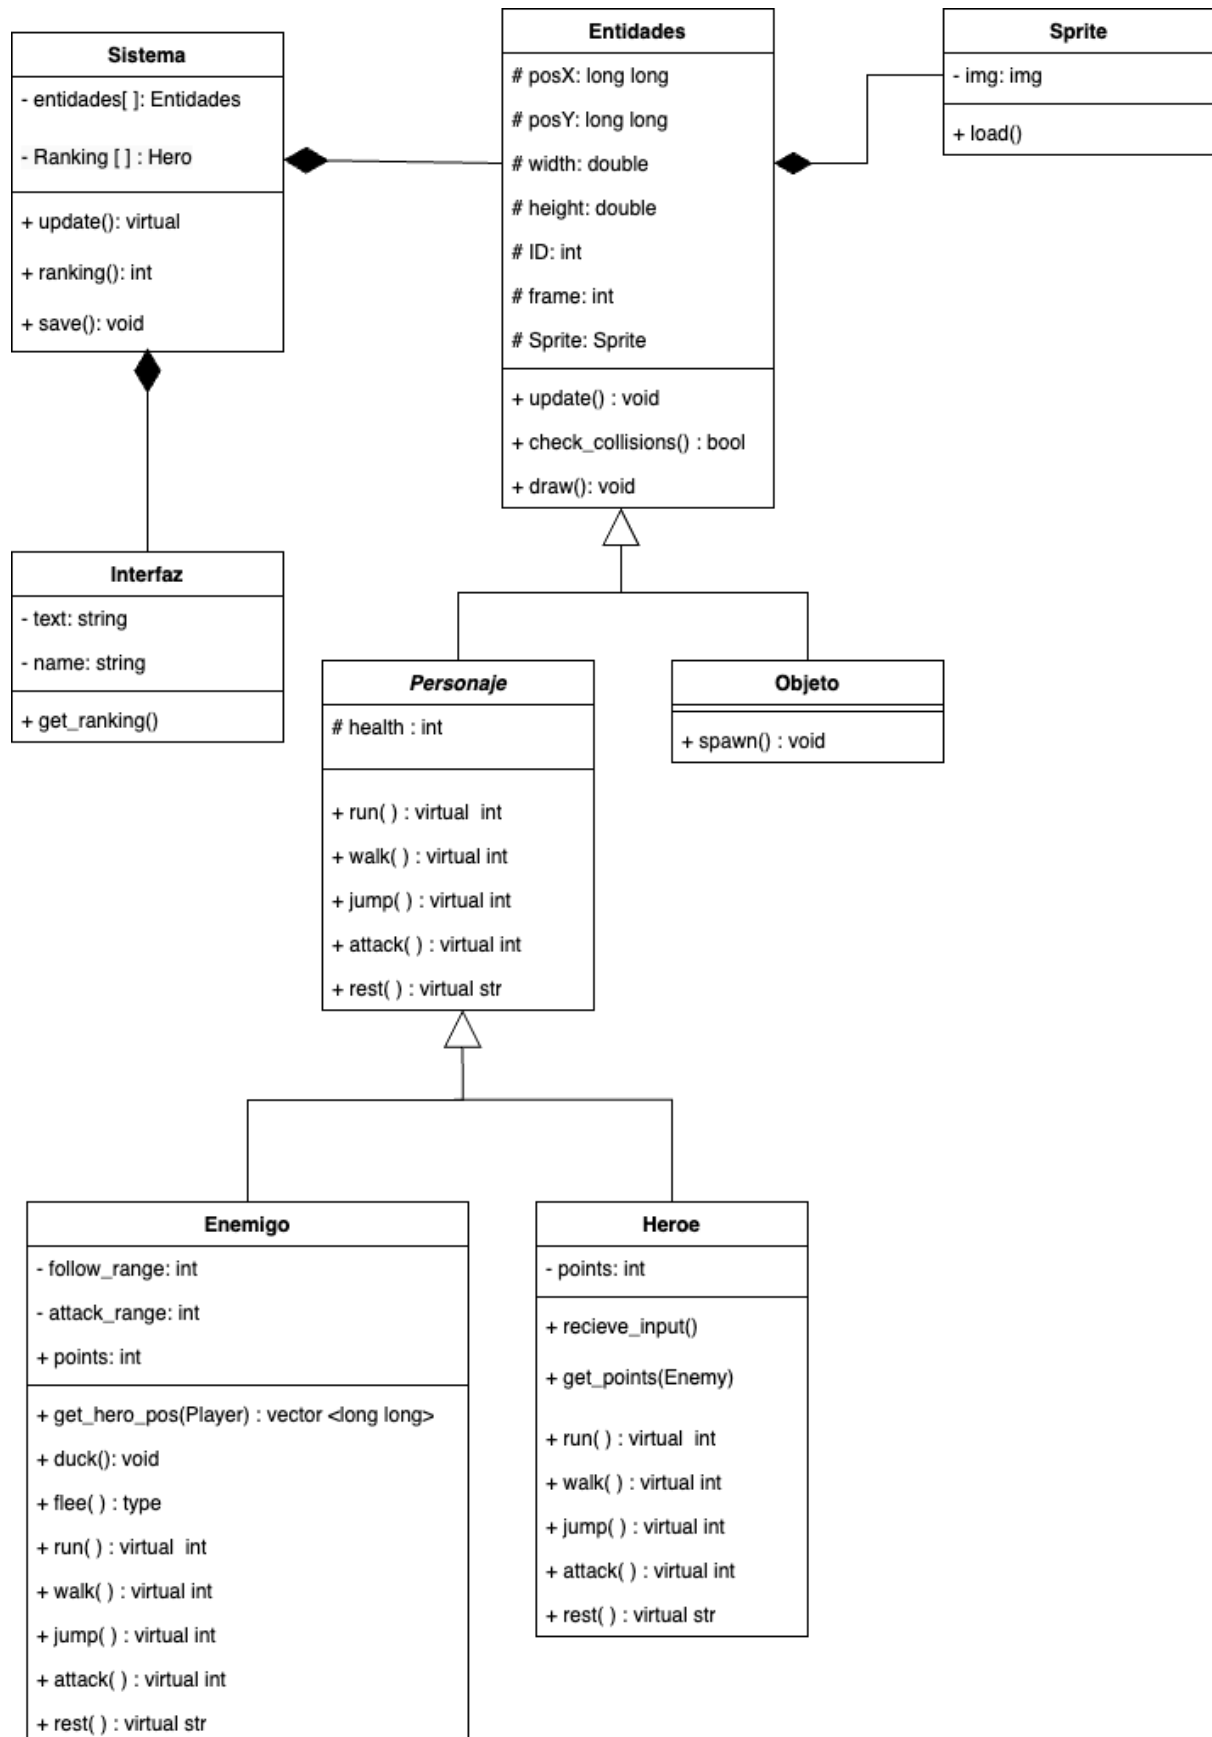 Sistema
- entidades[ ]: Entidades
- Ranking [ ] : Hero
+ update(): virtual
+ ranking(): int
+ save(): void
Entidades
# posX: long long
# posY: long long
# width: double
# height: double
# ID: int
# frame: int
# Sprite: Sprite
+ update() : void
+ check_collisions() : bool
+ draw(): void
Sprite
- img: img
+ load()
Interfaz
- text: string
- name: string
+ get_ranking()
Personaje
# health : int
+ run( ) : virtual  int
+ walk( ) : virtual int
+ jump( ) : virtual int
+ attack( ) : virtual int
+ rest( ) : virtual str
Objeto
+ spawn() : void
Enemigo
- follow_range: int
- attack_range: int
+ points: int
+ get_hero_pos(Player) : vector <long long>
+ duck(): void
+ flee( ) : type
+ run( ) : virtual  int
+ walk( ) : virtual int
+ jump( ) : virtual int
+ attack( ) : virtual int
+ rest( ) : virtual str
Heroe
- points: int
+ recieve_input()
+ get_points(Enemy)
+ run( ) : virtual  int
+ walk( ) : virtual int
+ jump( ) : virtual int
+ attack( ) : virtual int
+ rest( ) : virtual str